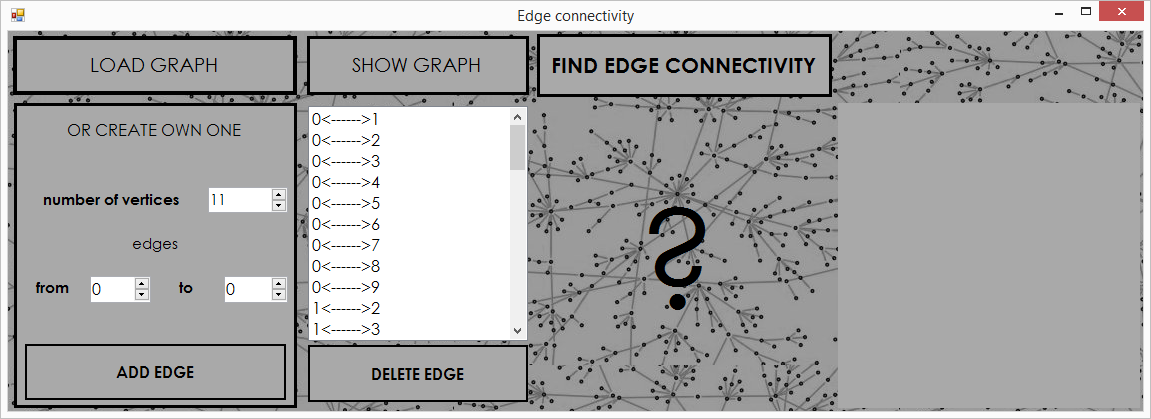 Edge connectivity
LOAD GRAPH
SHOW GRAPH
FIND EDGE CONNECTIVITY
OR CREATE OWN ONE
number of vertices 11
edges
from 0 to 0
ADD EDGE
0<------>1
0<------>2
0<------>3
0<------>4
0<------>5
0<------>6
0<------>7
0<------>8
0<------>9
1<------>2
1<------>3
DELETE EDGE
?